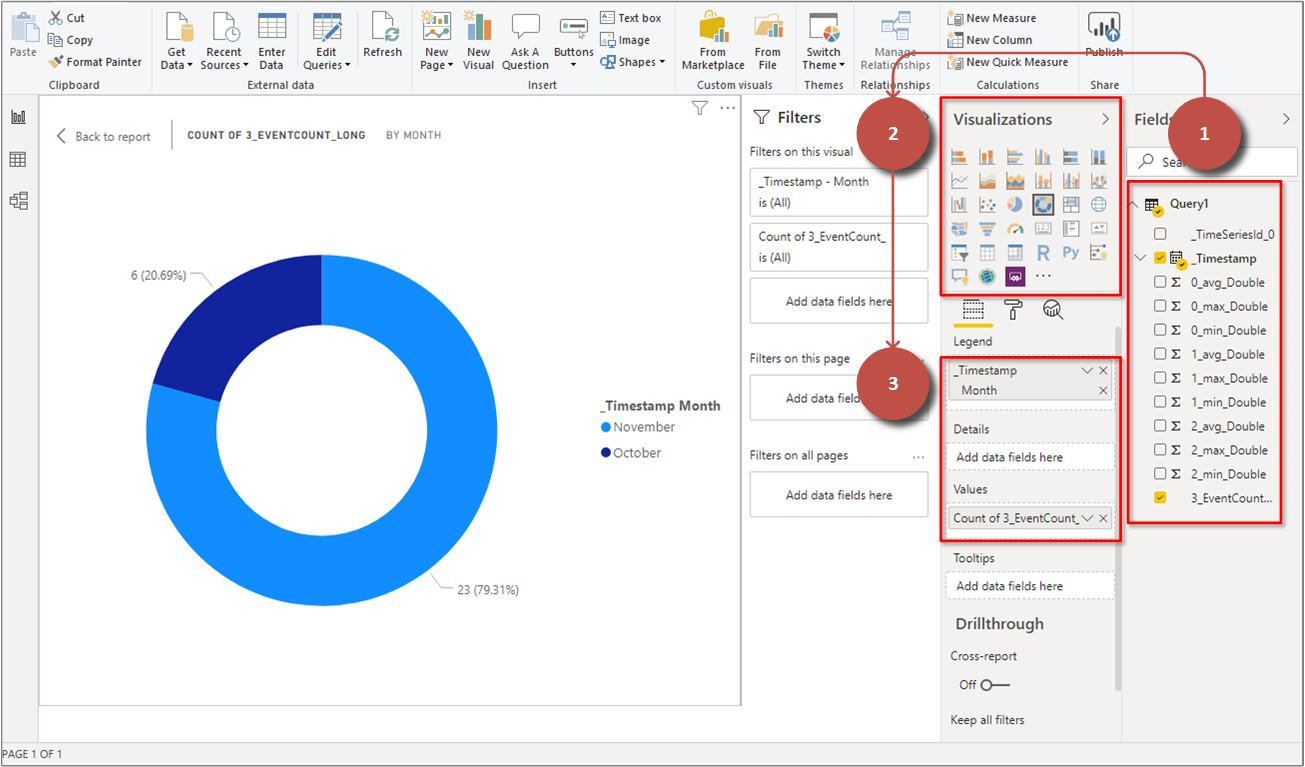 Paste
Cut
Copy
Format Painter
Clipboard
Get Data
Recent Sources
Enter Data
Edit Queries
External data
Refresh
New Page
New Visual
Ask A Question
Buttons
Text box
Image
Shapes
Insert
From Marketplace
From File
Custom visuals
Switch Theme
Themes
Manage Relationships
Relationships
New Measure
New Column
New Quick Measure
Calculations
Publish
Share
Back to report
COUNT OF 3_EVENTCOUNT_LONG
BY MONTH
6 (20.69%)
23 (79.31%)
_Timestamp Month
November
October
Filters
Filters on this visual
_Timestamp - Month
is (All)
Count of 3_EventCount_
is (All)
Add data fields here
Filters on this page
Add data
Filters on all pages
...
Add data fields here
2
3
1
Visualizations
123
R
Py
...
Legend
_Timestamp
Month
Details
Add data fields here
Values
Count of 3_EventCount_
Tooltips
Add data fields here
Drillthrough
Cross-report
Off
Keep all filters
Query1
_TimeSeriesId_0
_Timestamp
Σ 0_avg_Double
Σ 0_max_Double
Σ 0_min_Double
Σ 1_avg_Double
Σ 1_max_Double
Σ 1_min_Double
Σ 2_avg_Double
Σ 2_max_Double
Σ 2_min_Double
3_EventCount...
PAGE 1 OF 1